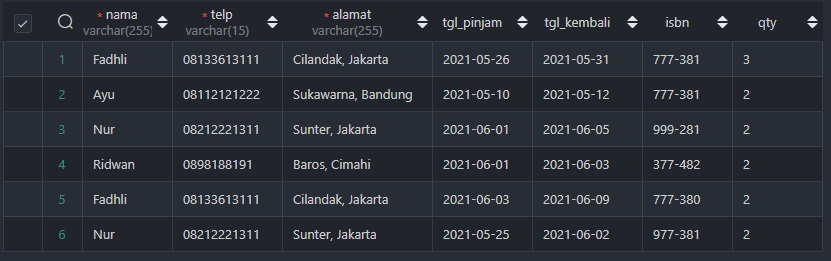 * nama * telp * alamat tgl_pinjam tgl_kembali isbn qty
varchar(255) varchar(15) varchar(255)
1 Fadhli 08133613111 Cilandak, Jakarta 2021-05-26 2021-05-31 777-381 3
2 Ayu 08112121222 Sukawarna, Bandung 2021-05-10 2021-05-12 777-381 2
3 Nur 08212221311 Sunter, Jakarta 2021-06-01 2021-06-05 999-281 2
4 Ridwan 0898188191 Baros, Cimahi 2021-06-01 2021-06-03 377-482 2
5 Fadhli 08133613111 Cilandak, Jakarta 2021-06-03 2021-06-09 777-380 2
6 Nur 08212221311 Sunter, Jakarta 2021-05-25 2021-06-02 977-381 2